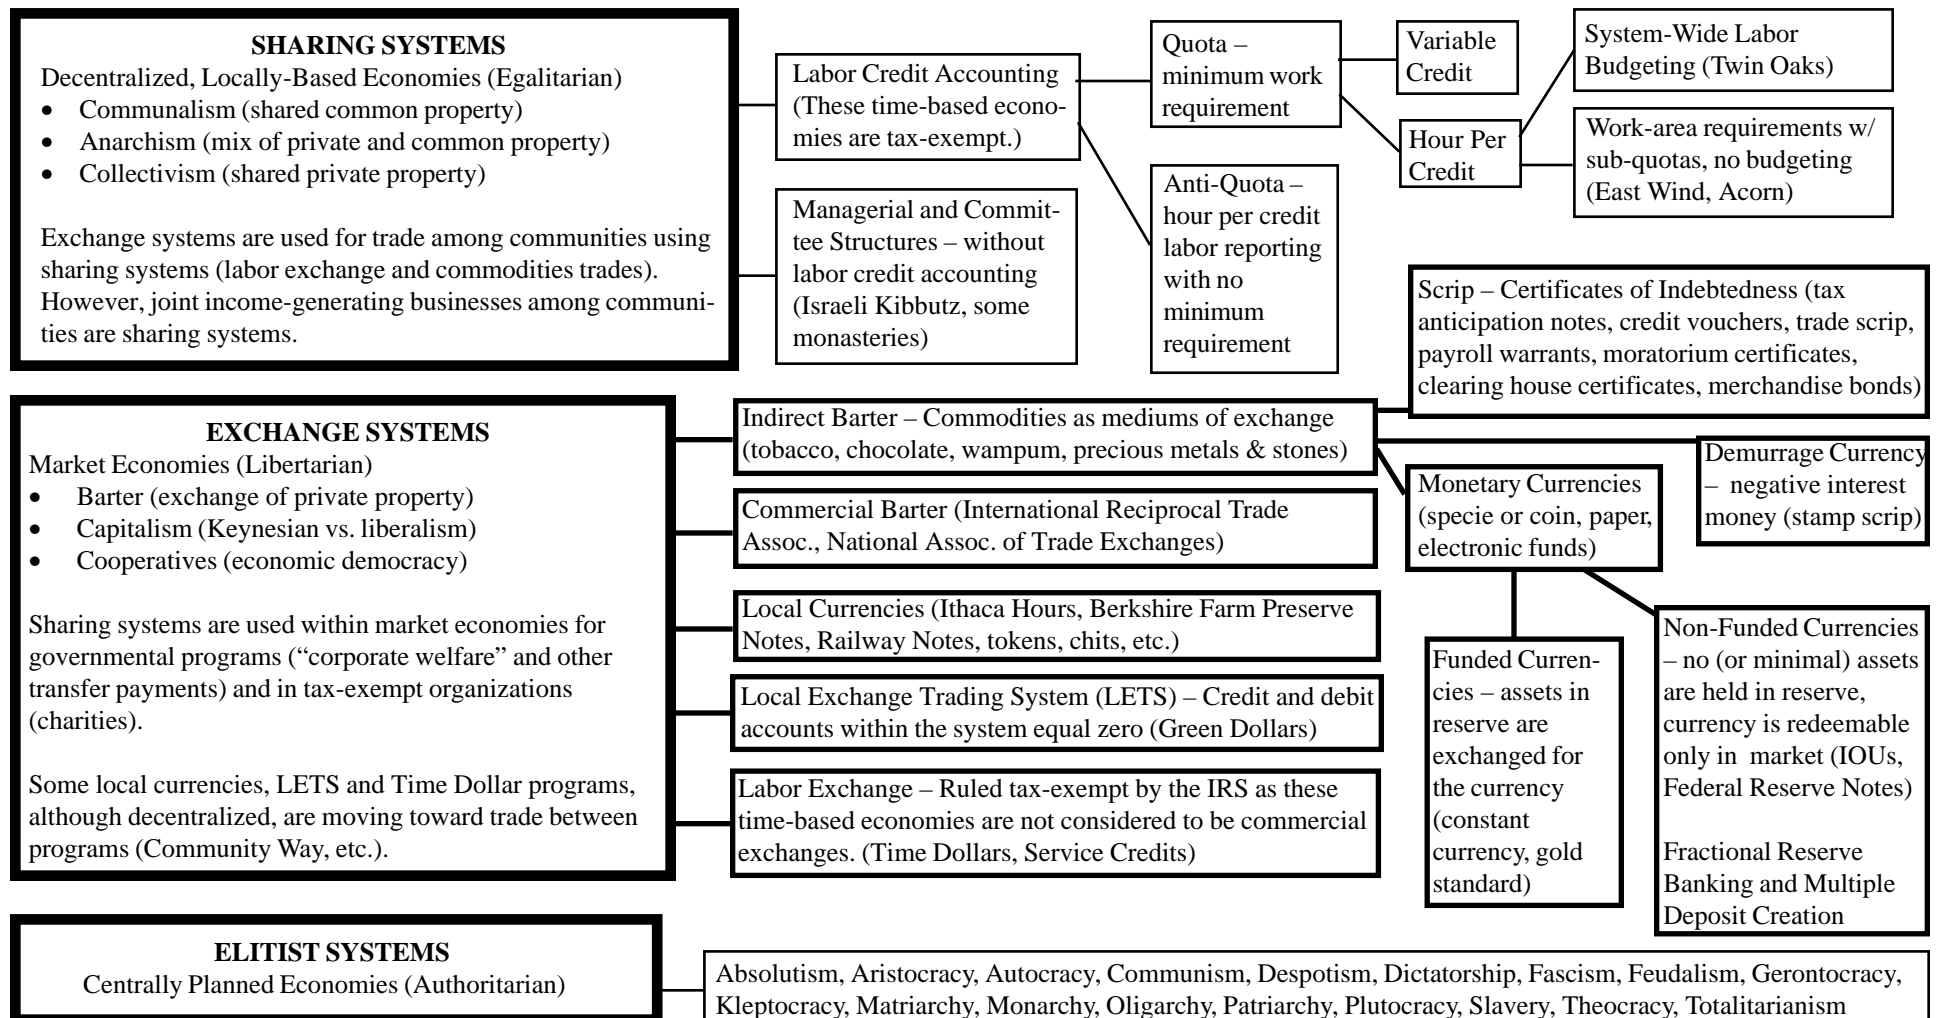 SHARING SYSTEMS
Decentralized, Locally-Based Economies (Egalitarian)
• Communalism (shared common property)
• Anarchism (mix of private and common property)
• Collectivism (shared private property)
Exchange systems are used for trade among communities using
sharing systems (labor exchange and commodities trades).
However, joint income-generating businesses among communi-
ties are sharing systems.
Labor Credit Accounting
(These time-based econo-
mies are tax-exempt.)
Managerial and Commit-
tee Structures – without
labor credit accounting
(Israeli Kibbutz, some
monasteries)
Quota –
minimum work
requirement
Anti-Quota –
hour per credit
labor reporting
with no
minimum
requirement
Variable
Credit
Hour Per
Credit
System-Wide Labor
Budgeting (Twin Oaks)
Work-area requirements w/
sub-quotas, no budgeting
(East Wind, Acorn)
EXCHANGE SYSTEMS
Market Economies (Libertarian)
• Barter (exchange of private property)
• Capitalism (Keynesian vs. liberalism)
• Cooperatives (economic democracy)
Sharing systems are used within market economies for
governmental programs (“corporate welfare” and other
transfer payments) and in tax-exempt organizations
(charities).
Some local currencies, LETS and Time Dollar programs,
although decentralized, are moving toward trade between
programs (Community Way, etc.).
Indirect Barter – Commodities as mediums of exchange
(tobacco, chocolate, wampum, precious metals & stones)
Commercial Barter (International Reciprocal Trade
Assoc., National Assoc. of Trade Exchanges)
Local Currencies (Ithaca Hours, Berkshire Farm Preserve
Notes, Railway Notes, tokens, chits, etc.)
Local Exchange Trading System (LETS) – Credit and debit
accounts within the system equal zero (Green Dollars)
Labor Exchange – Ruled tax-exempt by the IRS as these
time-based economies are not considered to be commercial
exchanges. (Time Dollars, Service Credits)
Scrip – Certificates of Indebtedness (tax
anticipation notes, credit vouchers, trade scrip,
payroll warrants, moratorium certificates,
clearing house certificates, merchandise bonds)
Demurrage Currency
– negative interest
money (stamp scrip)
Monetary Currencies
(specie or coin, paper,
electronic funds)
Funded Curren-
cies – assets in
reserve are
exchanged for
the currency
(constant
currency, gold
standard)
Non-Funded Currencies
– no (or minimal) assets
are held in reserve,
currency is redeemable
only in market (IOUs,
Federal Reserve Notes)
Fractional Reserve
Banking and Multiple
Deposit Creation
ELITIST SYSTEMS
Centrally Planned Economies (Authoritarian)
Absolutism, Aristocracy, Autocracy, Communism, Despotism, Dictatorship, Fascism, Feudalism, Gerontocracy,
Kleptocracy, Matriarchy, Monarchy, Oligarchy, Patriarchy, Plutocracy, Slavery, Theocracy, Totalitarianism